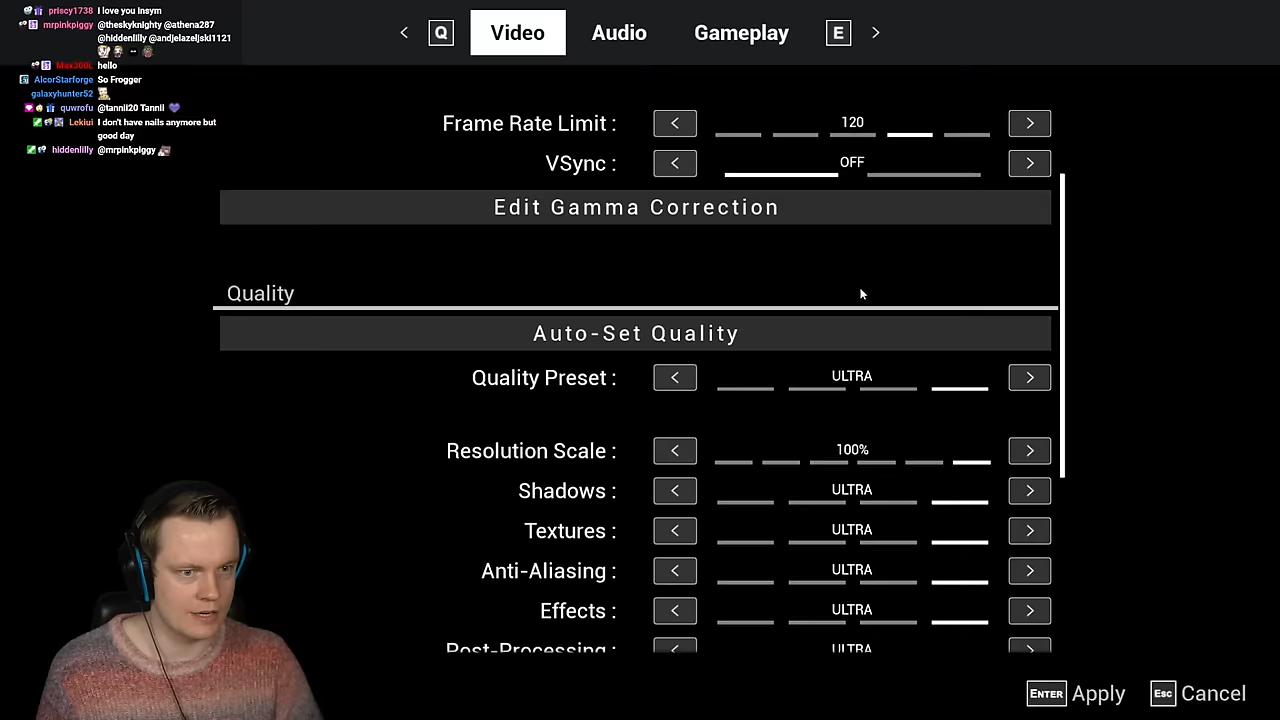 priscy1738 I love you Insym
mrpinkpiggy @theskyknighty @athena287
@hiddenlilly @andjelazeljski1121
Max300L hello
AlcorStarforge So Frogger
galaxyhunter52
quwrofu @tannii20 Tannii
Lekiui I don't have nails anymore but
good day
hiddenlilly @mrpinkpiggy
< Q Video Audio Gameplay E >
Frame Rate Limit : < 120 >
VSync : < OFF >
Edit Gamma Correction
Quality
Auto-Set Quality
Quality Preset : < ULTRA >
Resolution Scale : < 100% >
Shadows : < ULTRA >
Textures : < ULTRA >
Anti-Aliasing : < ULTRA >
Effects : < ULTRA >
Post-Processing : < ULTRA
ENTER Apply Esc Cancel